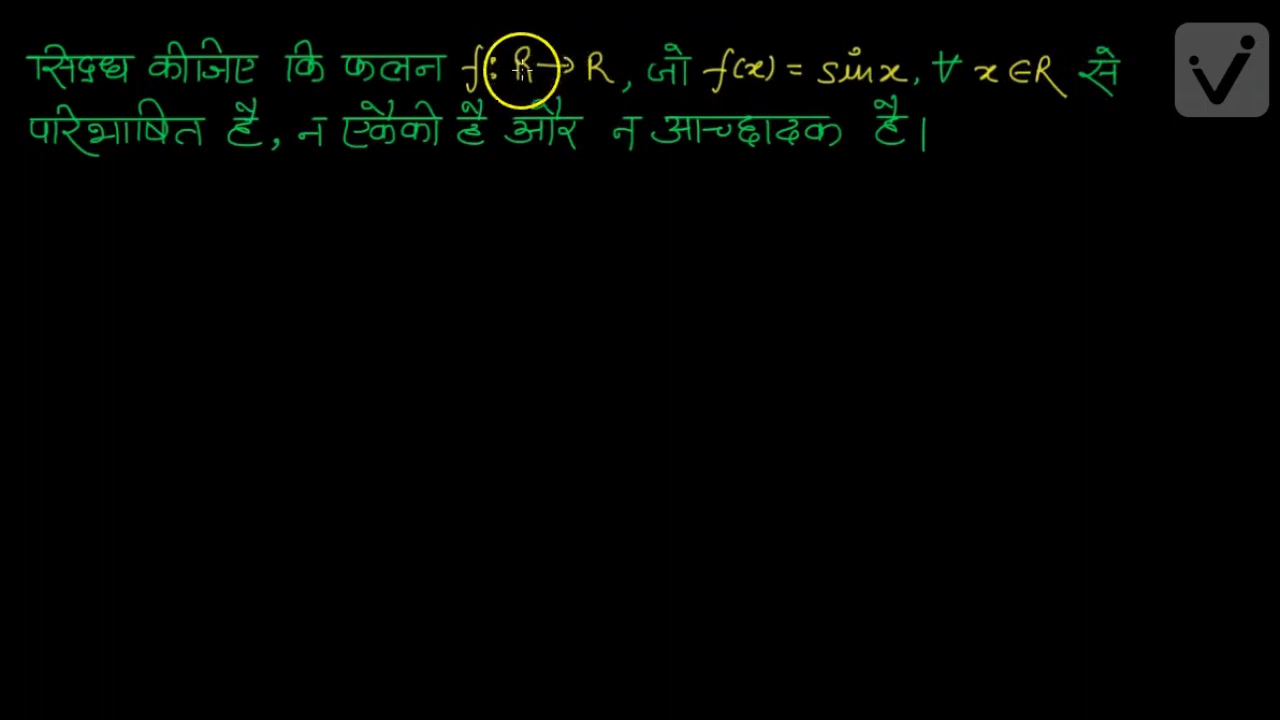 सिद्ध कीजिए कि फलन f: R → R, जो f(x) = sin x, ∀ x ∈ R से
परिभाषित है, न एकैकी है और न आच्छादक है।